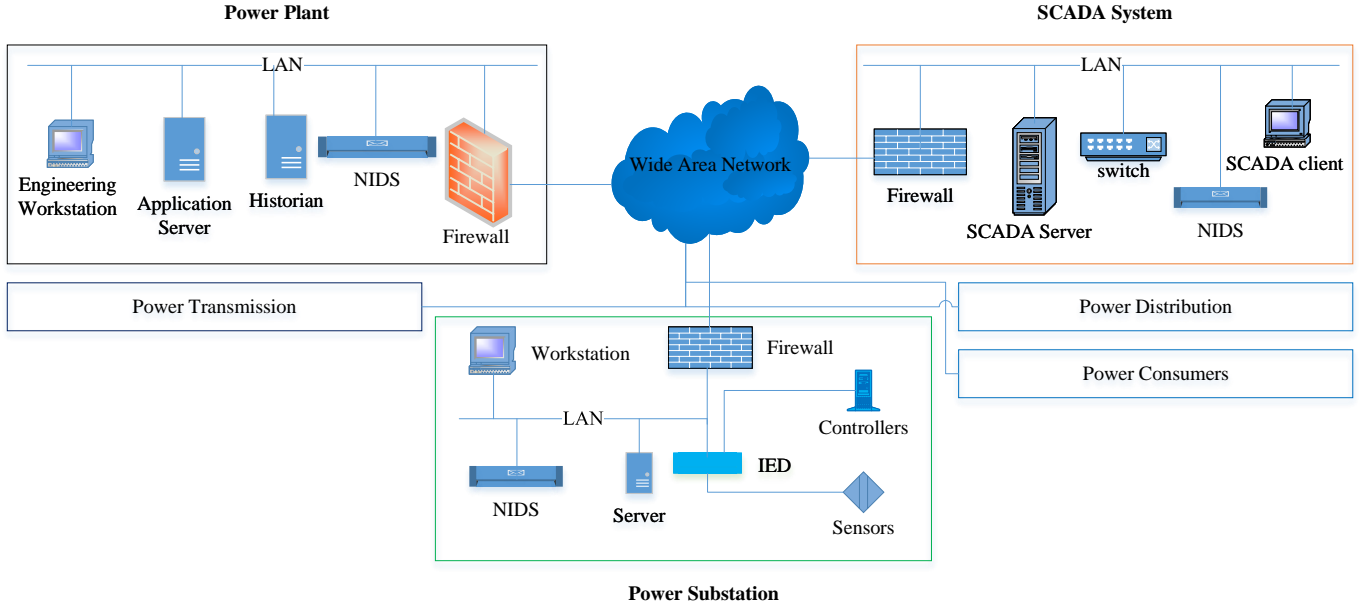 Power Plant
SCADA System
LAN
Engineering
Workstation
Application
Server
Historian
NIDS
Firewall
Wide Area Network
LAN
Firewall
SCADA Server
switch
NIDS
SCADA client
Power Transmission
Power Distribution
Power Consumers
Workstation
Firewall
LAN
Controllers
IED
NIDS
Server
Sensors
Power Substation